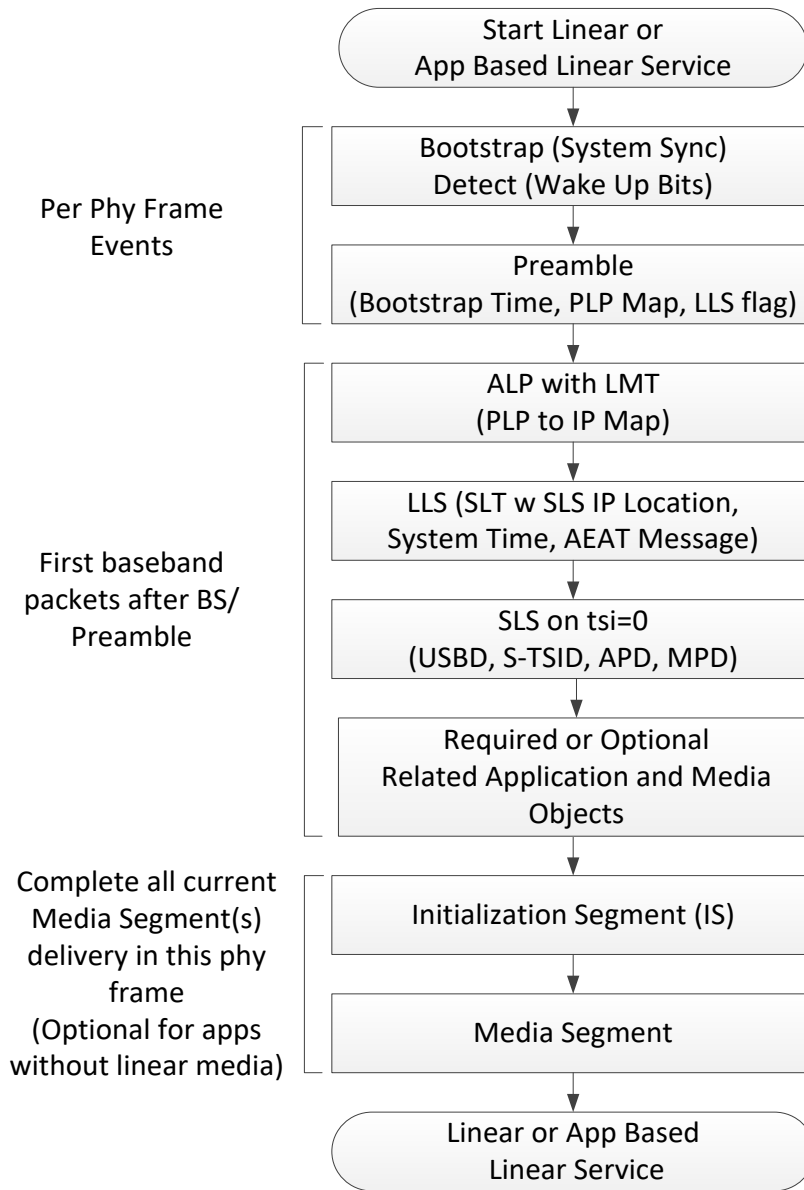 Start Linear or
App Based Linear Service
Per Phy Frame
Events
Bootstrap (System Sync)
Detect (Wake Up Bits)
Preamble
(Bootstrap Time, PLP Map, LLS flag)
First baseband
packets after BS/
Preamble
ALP with LMT
(PLP to IP Map)
LLS (SLT w SLS IP Location,
System Time, AEAT Message)
SLS on tsi=0
(USBD, S-TSID, APD, MPD)
Required or Optional
Related Application and Media
Objects
Complete all current
Media Segment(s)
delivery in this phy
frame
(Optional for apps
without linear media)
Initialization Segment (IS)
Media Segment
Linear or App Based
Linear Service